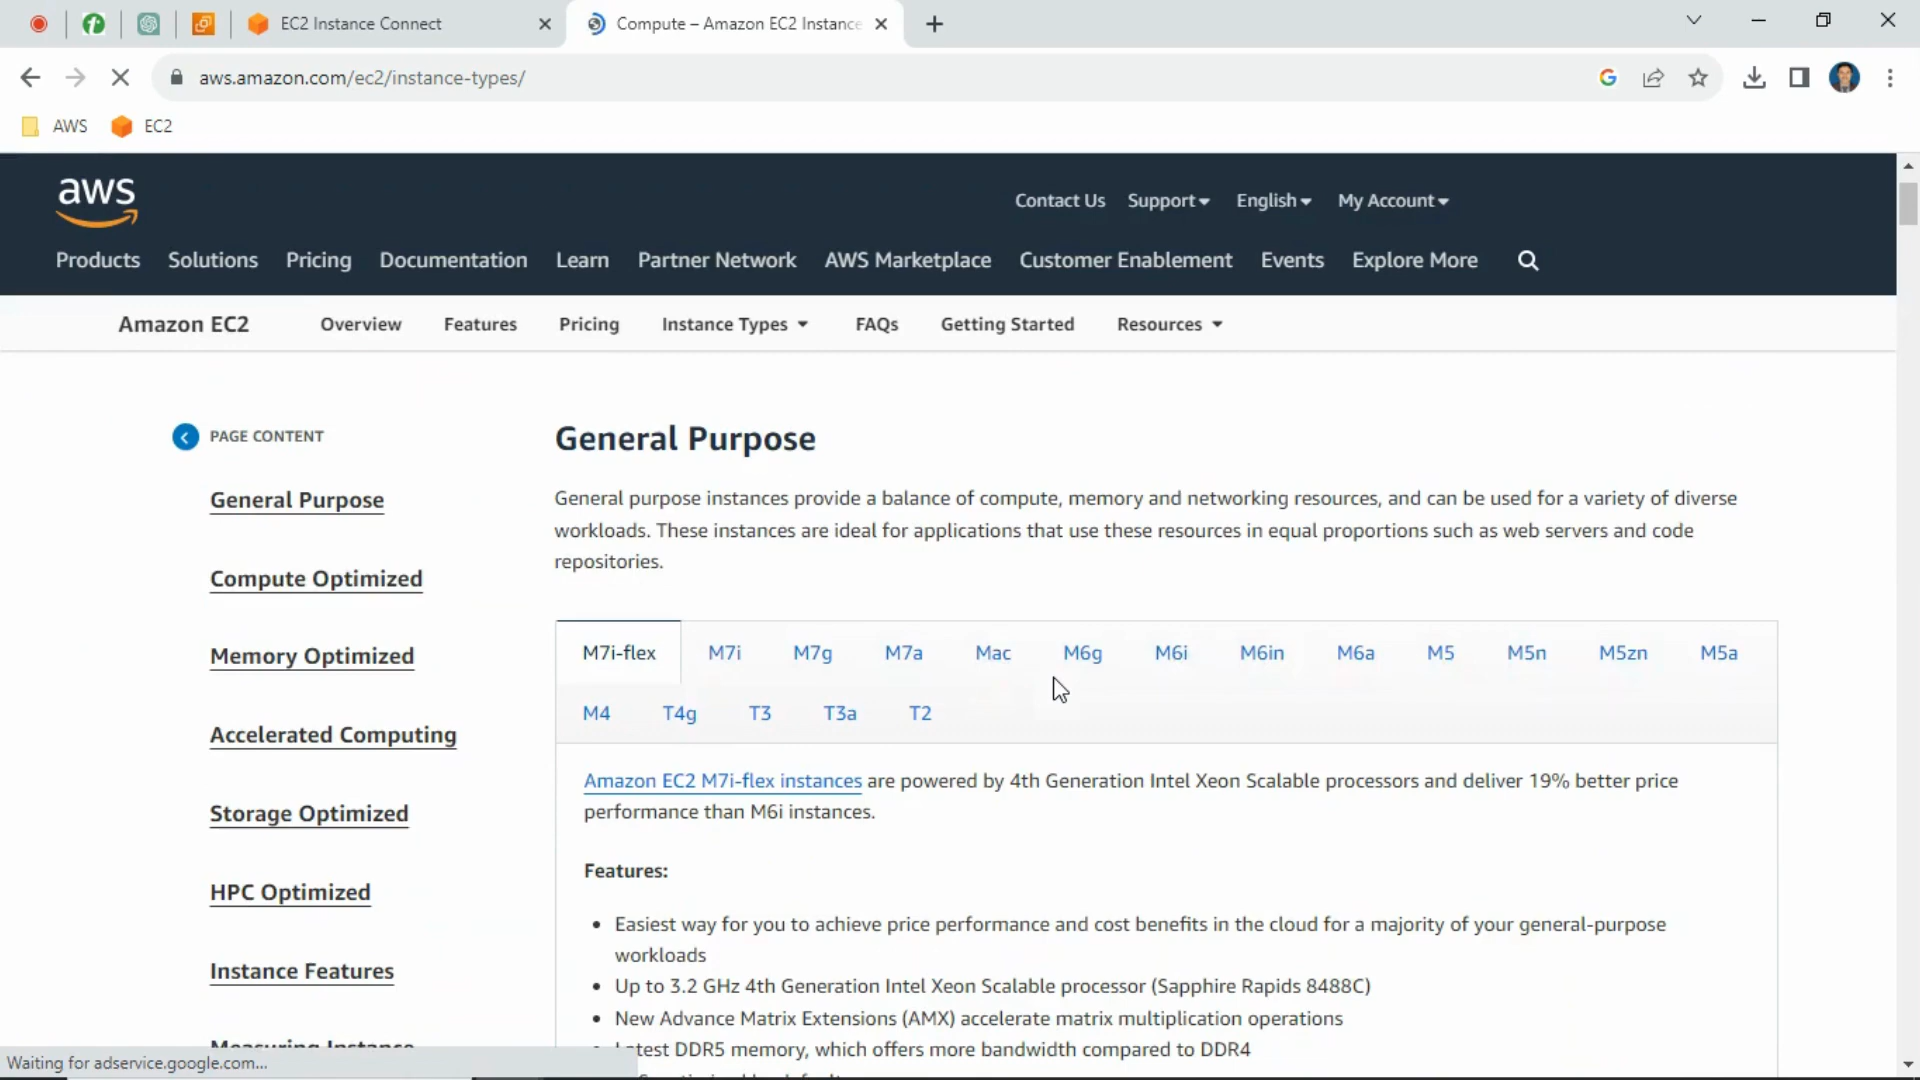 EC2 Instance Connect
Compute – Amazon EC2 Instance
aws.amazon.com/ec2/instance-types/
AWS EC2
aws
Contact Us Support English My Account
Products Solutions Pricing Documentation Learn Partner Network AWS Marketplace Customer Enablement Events Explore More
Amazon EC2 Overview Features Pricing Instance Types FAQs Getting Started Resources
PAGE CONTENT
General Purpose
Compute Optimized
Memory Optimized
Accelerated Computing
Storage Optimized
HPC Optimized
Instance Features
Measuring Instance
General Purpose
General purpose instances provide a balance of compute, memory and networking resources, and can be used for a variety of diverse
workloads. These instances are ideal for applications that use these resources in equal proportions such as web servers and code
repositories.
M7i-flex M7i M7g M7a Mac M6g M6i M6in M6a M5 M5n M5zn M5a
M4 T4g T3 T3a T2
Amazon EC2 M7i-flex instances are powered by 4th Generation Intel Xeon Scalable processors and deliver 19% better price
performance than M6i instances.
Features:
• Easiest way for you to achieve price performance and cost benefits in the cloud for a majority of your general-purpose
workloads
• Up to 3.2 GHz 4th Generation Intel Xeon Scalable processor (Sapphire Rapids 8488C)
• New Advance Matrix Extensions (AMX) accelerate matrix multiplication operations
• Latest DDR5 memory, which offers more bandwidth compared to DDR4
Waiting for adservice.google.com...